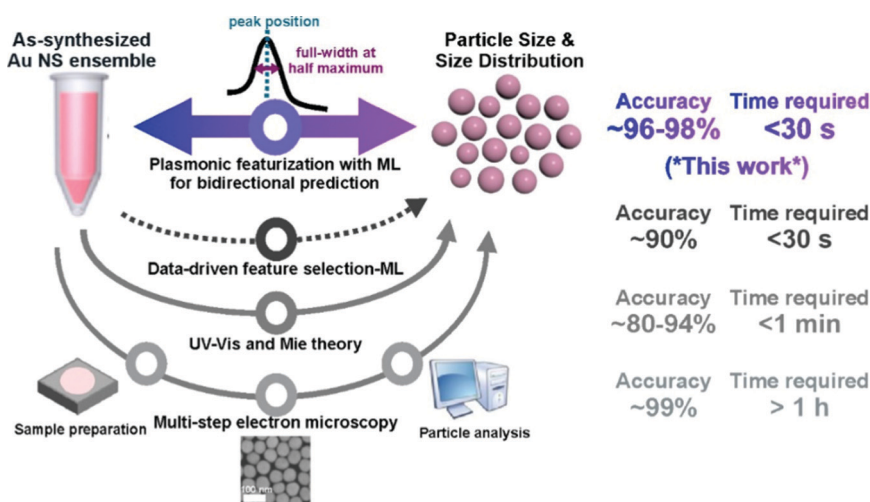 As-synthesized
Au NS ensemble
peak position
full-width at
half maximum
Particle Size &
Size Distribution
Plasmonic featurization with ML
for bidirectional prediction
Data-driven feature selection-ML
UV-Vis and Mie theory
Multi-step electron microscopy
Sample preparation
Particle analysis
100 nm
Accuracy Time required
~96-98% <30 s
(*This work*)
Accuracy Time required
~90% <30 s
Accuracy Time required
~80-94% <1 min
Accuracy Time required
~99% > 1 h